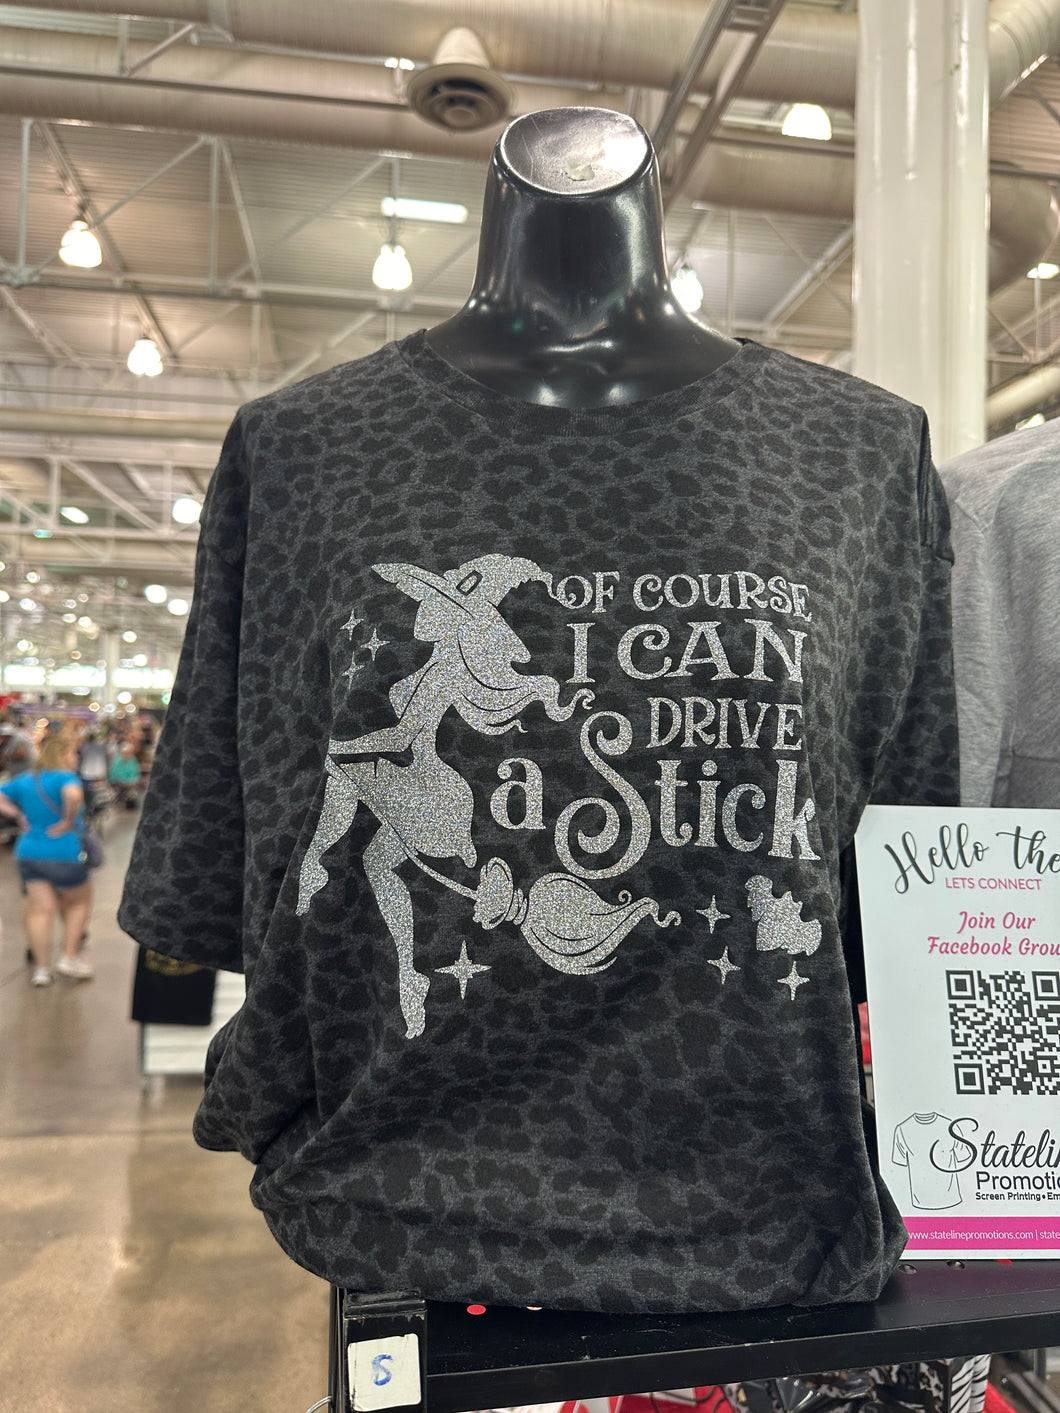 OF COURSE
I CAN
DRIVE
a Stick
Hello The
LETS CONNECT
Join Our
Facebook Grou
Stateli
Promotio
Screen Printing • Em
www.statelinepromotions.com | state
S